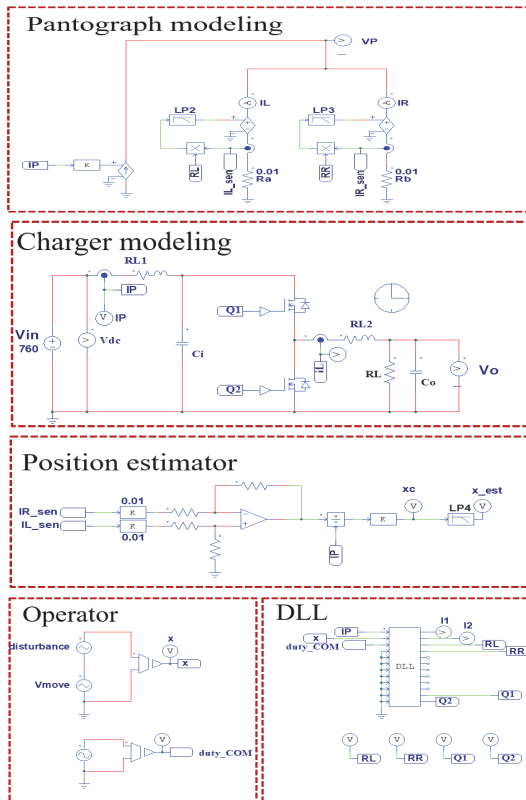 Pantograph modeling
VP
IL
IR
LP2
LP3
IP
K
RL
IL_sen
0.01
Ra
RR
IR_sen
0.01
Rb
Charger modeling
RL1
IP
Q1
V
IP
Vin
760
Vdc
Ci
RL2
iL
RL
Co
Vo
Q2
Position estimator
IR_sen
0.01
K
IL_sen
K
0.01
IP
K
xc
V
LP4
x_est
V
Operator
disturbance
Vmove
x
V
x
V
duty_COM
DLL
IP
x
duty_COM
I1
I2
RL
RR
DLL
Q1
Q2
V
V
V
V
RL
RR
Q1
Q2